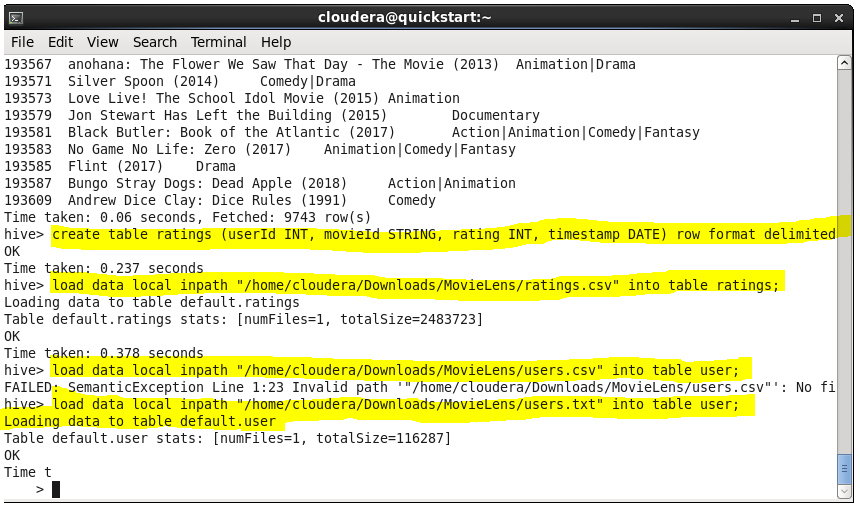 cloudera@quickstart:~
File Edit View Search Terminal Help
193567  anohana: The Flower We Saw That Day - The Movie (2013)  Animation|Drama
193571  Silver Spoon (2014)     Comedy|Drama
193573  Love Live! The School Idol Movie (2015) Animation
193579  Jon Stewart Has Left the Building (2015)        Documentary
193581  Black Butler: Book of the Atlantic (2017)       Action|Animation|Comedy|Fantasy
193583  No Game No Life: Zero (2017)    Animation|Comedy|Fantasy
193585  Flint (2017)    Drama
193587  Bungo Stray Dogs: Dead Apple (2018)     Action|Animation
193609  Andrew Dice Clay: Dice Rules (1991)     Comedy
Time taken: 0.06 seconds, Fetched: 9743 row(s)
hive> create table ratings (userId INT, movieId STRING, rating INT, timestamp DATE) row format delimited
OK
Time taken: 0.237 seconds
hive> load data local inpath "/home/cloudera/Downloads/MovieLens/ratings.csv" into table ratings;
Loading data to table default.ratings
Table default.ratings stats: [numFiles=1, totalSize=2483723]
OK
Time taken: 0.378 seconds
hive> load data local inpath "/home/cloudera/Downloads/MovieLens/users.csv" into table user;
FAILED: SemanticException Line 1:23 Invalid path '"/home/cloudera/Downloads/MovieLens/users.csv"': No fi
hive> load data local inpath "/home/cloudera/Downloads/MovieLens/users.txt" into table user;
Loading data to table default.user
Table default.user stats: [numFiles=1, totalSize=116287]
OK
Time t
    >